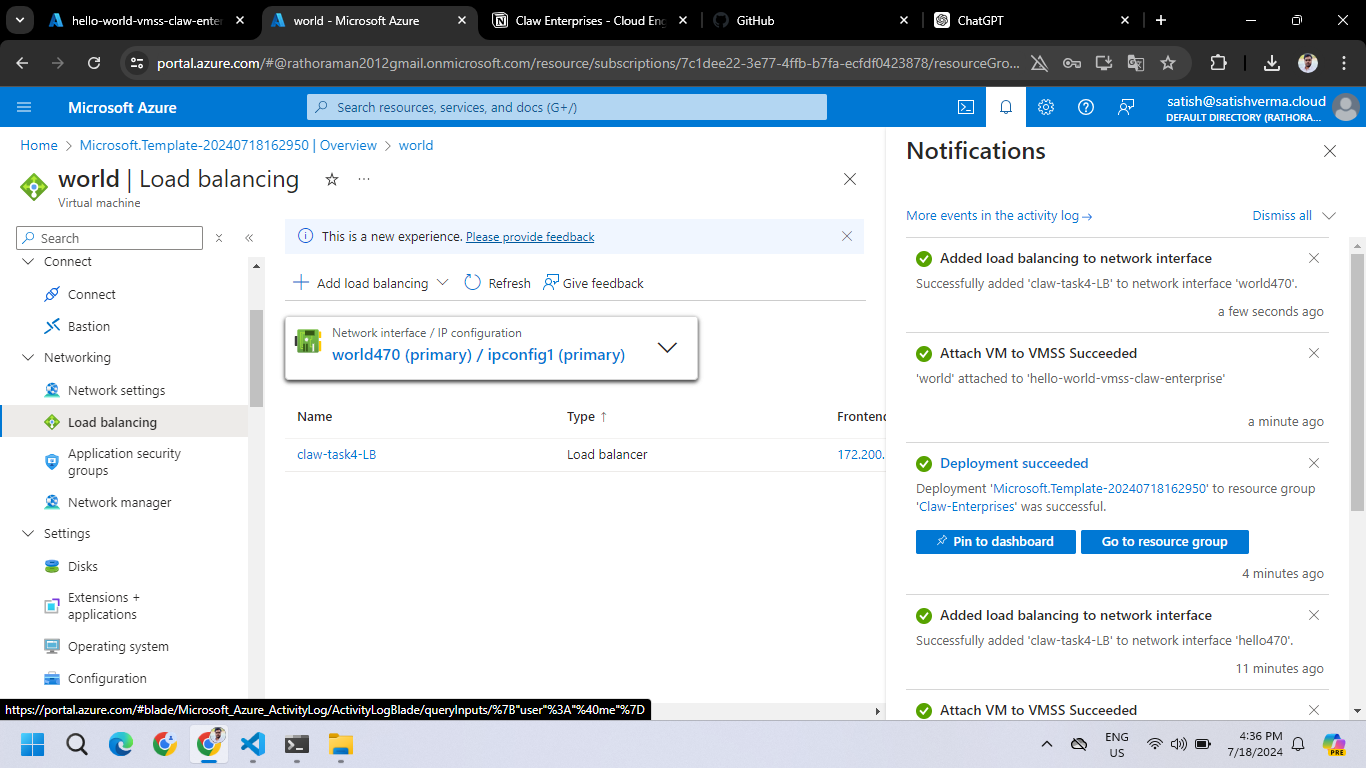 hello-world-vmss-claw-enter
world - Microsoft Azure
Claw Enterprises - Cloud Eng
GitHub
ChatGPT
portal.azure.com/#@rathoraman2012gmail.onmicrosoft.com/resource/subscriptions/7c1dee22-3e77-4ffb-b7fa-ecfdf0423878/resourceGro...
Microsoft Azure
Search resources, services, and docs (G+/)
satish@satishverma.cloud
DEFAULT DIRECTORY (RATHORA...
Home > Microsoft.Template-20240718162950 | Overview > world
world | Load balancing
Virtual machine
Search
Connect
Connect
Bastion
Networking
Network settings
Load balancing
Application security
groups
Network manager
Settings
Disks
Extensions +
applications
Operating system
Configuration
This is a new experience. Please provide feedback
Add load balancing
Refresh
Give feedback
Network interface / IP configuration
world470 (primary) / ipconfig1 (primary)
Name
Type ↑
Frontend
claw-task4-LB
Load balancer
172.200.
Notifications
More events in the activity log →
Dismiss all
Added load balancing to network interface
Successfully added 'claw-task4-LB' to network interface 'world470'.
a few seconds ago
Attach VM to VMSS Succeeded
'world' attached to 'hello-world-vmss-claw-enterprise'
a minute ago
Deployment succeeded
Deployment 'Microsoft.Template-20240718162950' to resource group
'Claw-Enterprises' was successful.
Pin to dashboard
Go to resource group
4 minutes ago
Added load balancing to network interface
Successfully added 'claw-task4-LB' to network interface 'hello470'.
11 minutes ago
Attach VM to VMSS Succeeded
https://portal.azure.com/#blade/Microsoft_Azure_ActivityLog/ActivityLogBlade/queryInputs/%7B"user"%3A"%40me"%7D
ENG
US
4:36 PM
7/18/2024
PRE